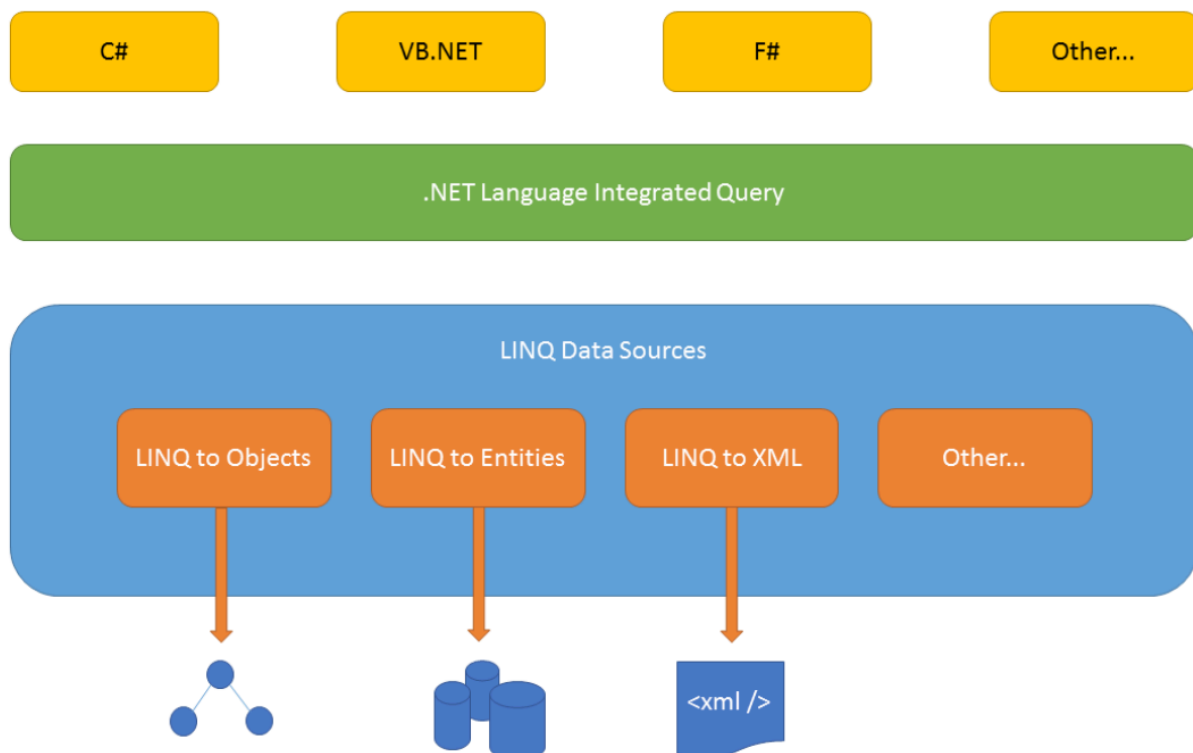 C#
VB.NET
F#
Other...
.NET Language Integrated Query
LINQ Data Sources
LINQ to Objects
LINQ to Entities
LINQ to XML
Other...
<xml />